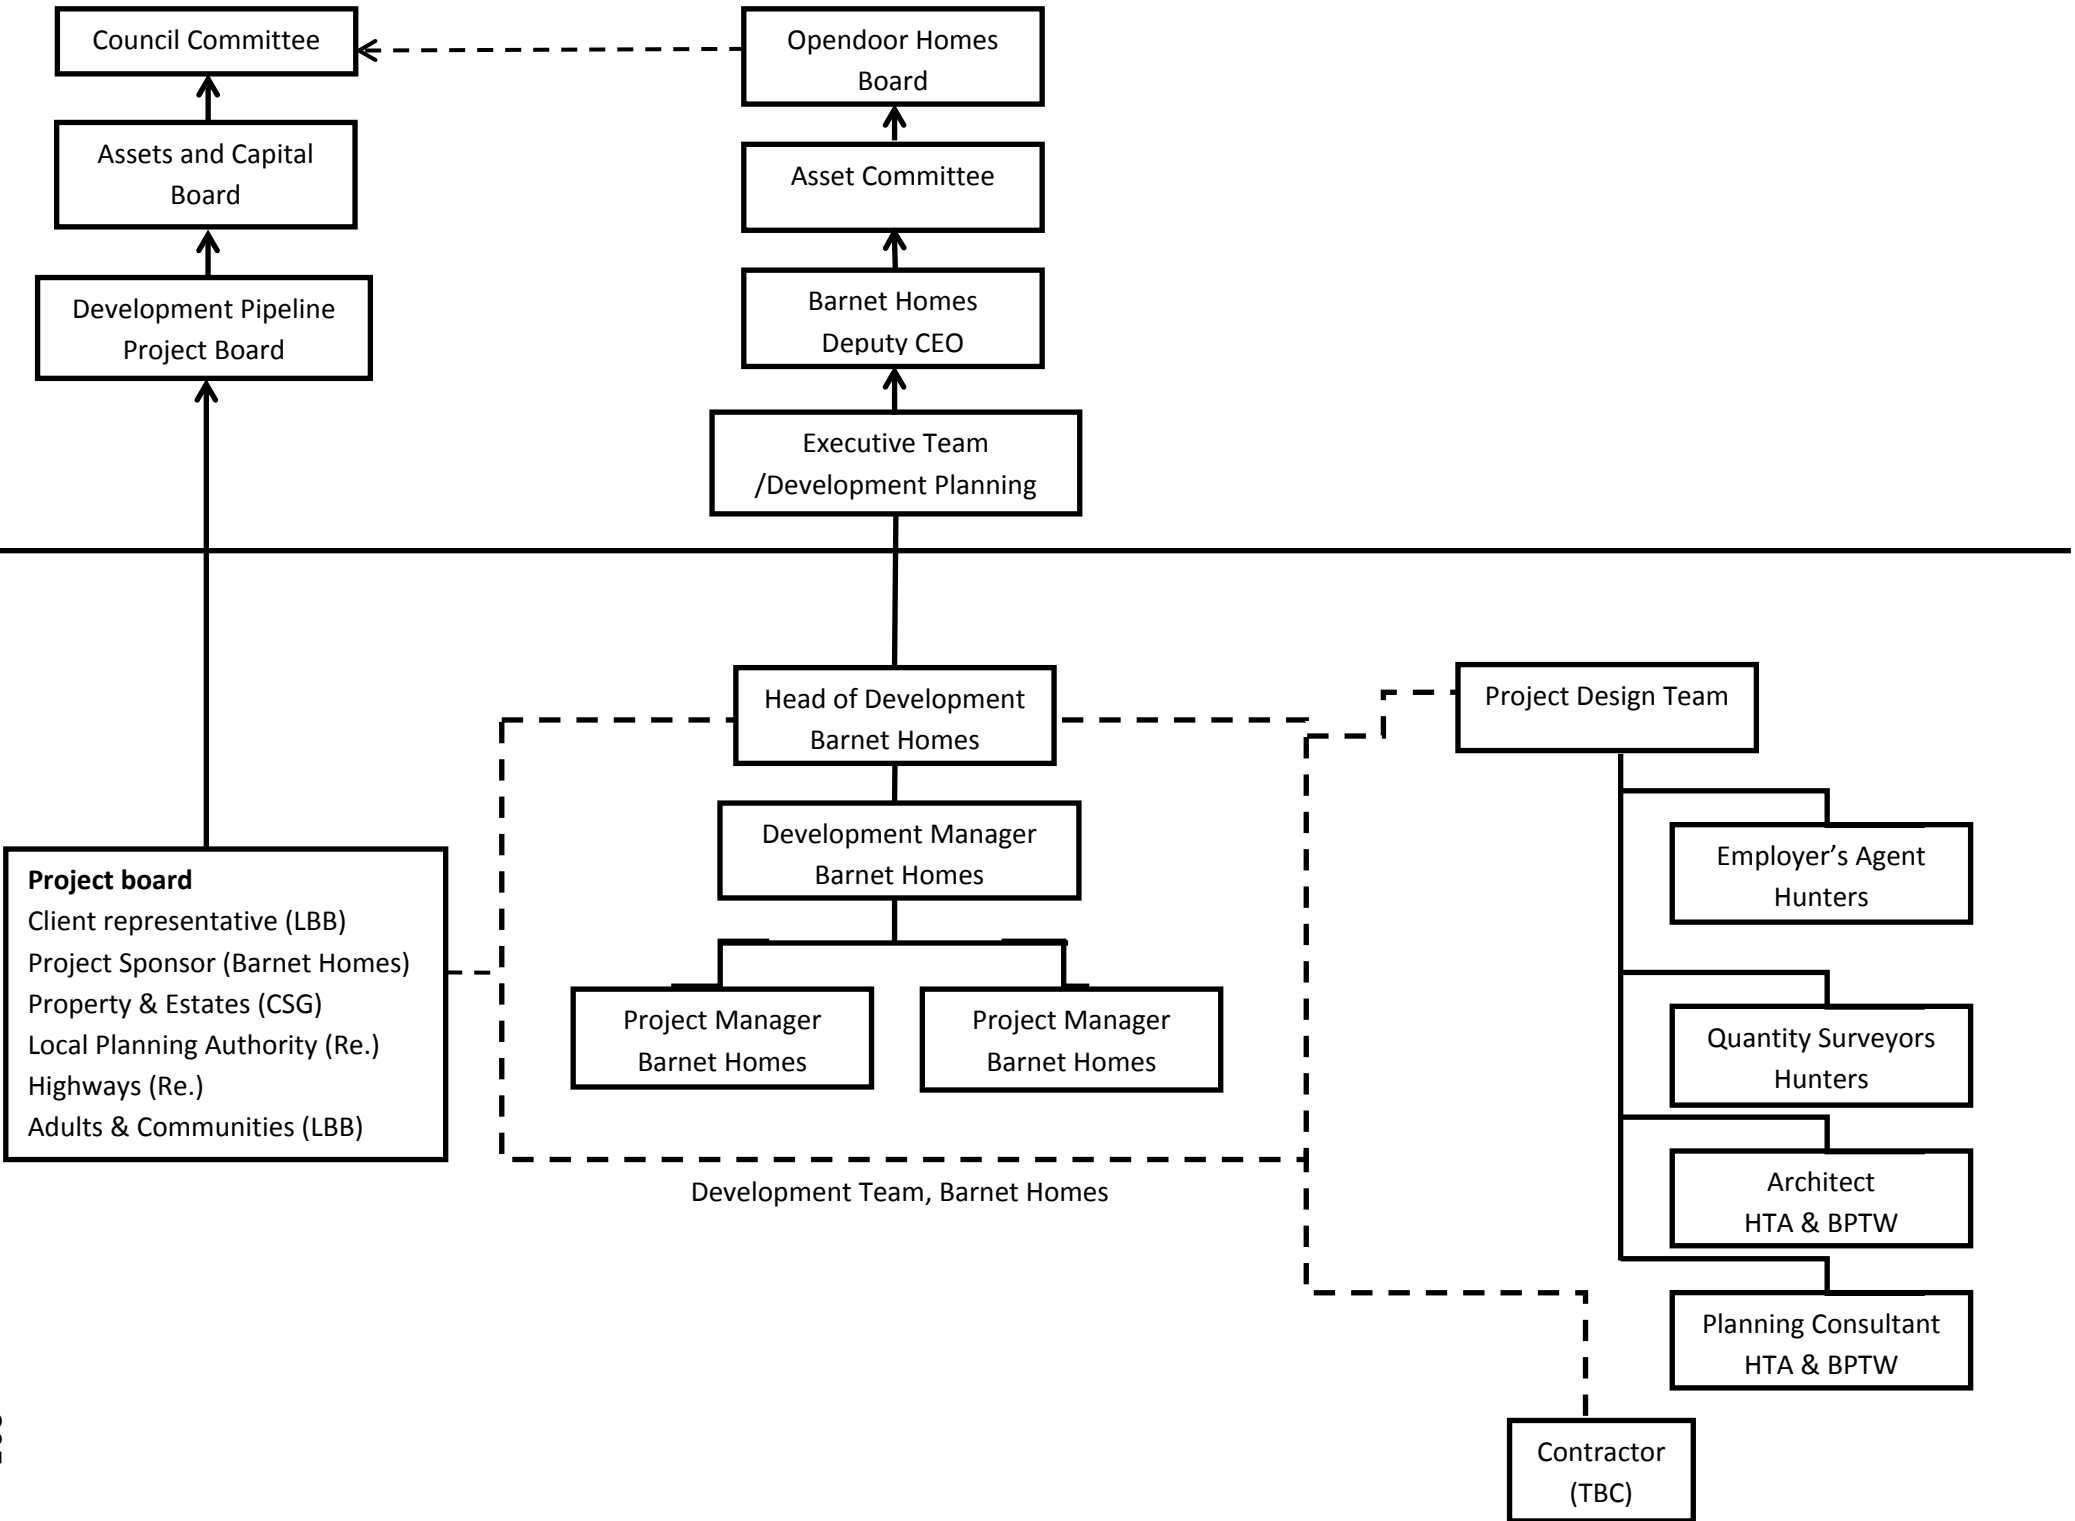 Council Committee
Opendoor Homes
Board
Assets and Capital
Board
Asset Committee
Development Pipeline
Project Board
Barnet Homes
Deputy CEO
Executive Team
/Development Planning
Head of Development
Barnet Homes
Project Design Team
Development Manager
Barnet Homes
Project board
Client representative (LBB)
Project Sponsor (Barnet Homes)
Property & Estates (CSG)
Local Planning Authority (Re.)
Highways (Re.)
Adults & Communities (LBB)
Project Manager
Barnet Homes
Project Manager
Barnet Homes
Development Team, Barnet Homes
Employer’s Agent
Hunters
Quantity Surveyors
Hunters
Architect
HTA & BPTW
Planning Consultant
HTA & BPTW
Contractor
(TBC)